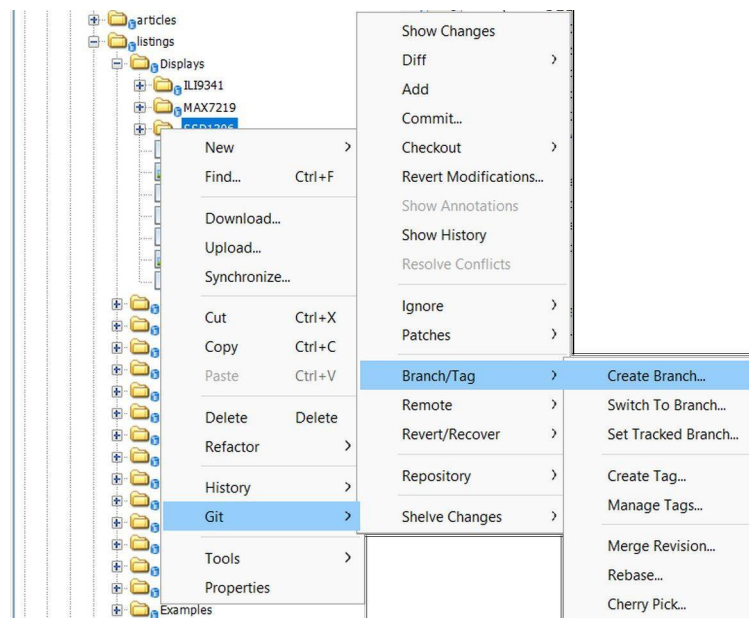 articles
listings
Displays
ILI9341
MAX7219
SSD1306
New
Find... Ctrl+F
Download...
Upload...
Synchronize...
Cut Ctrl+X
Copy Ctrl+C
Paste Ctrl+V
Delete Delete
Refactor
History
Git
Tools
Properties
Examples
Show Changes
Diff
Add
Commit...
Checkout
Revert Modifications...
Show Annotations
Show History
Resolve Conflicts
Ignore
Patches
Branch/Tag
Remote
Revert/Recover
Repository
Shelve Changes
Create Branch...
Switch To Branch...
Set Tracked Branch...
Create Tag...
Manage Tags...
Merge Revision...
Rebase...
Cherry Pick...